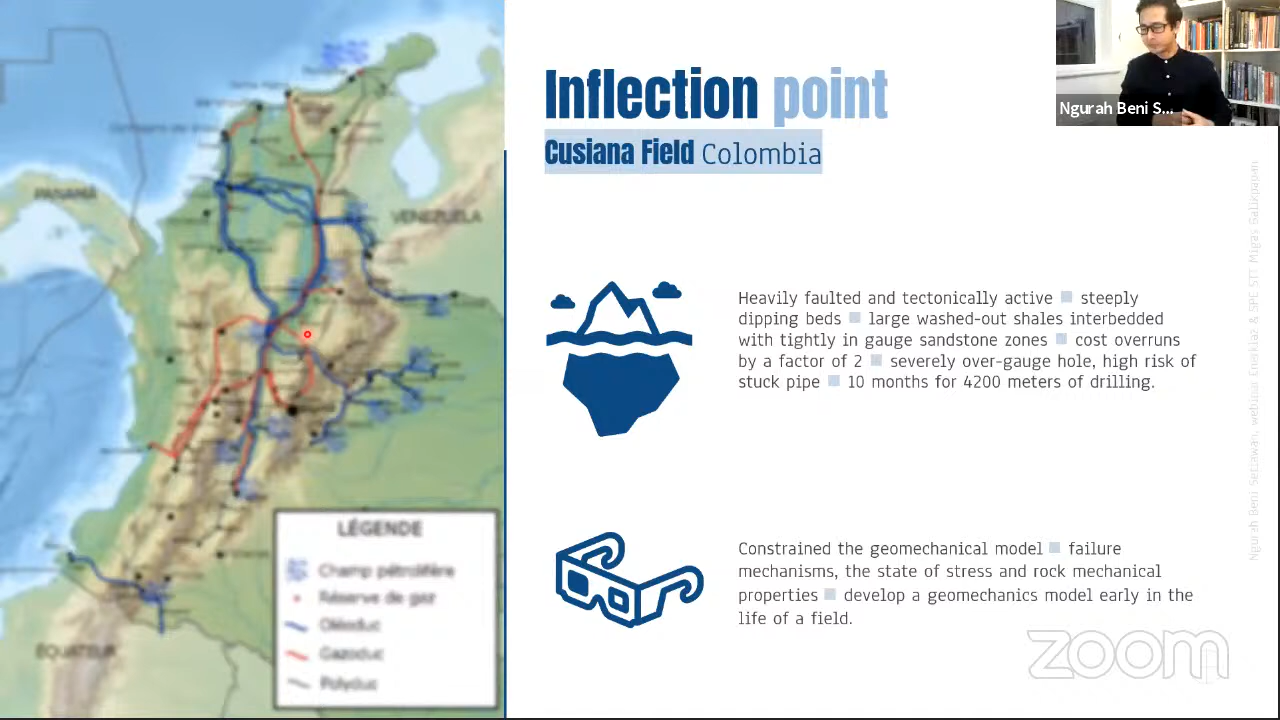 Inflection point
Cusiana Field Colombia
Ngurah Beni S...
PANAMÁ
VENEZUELA
Heavily faulted and tectonically active ■ steeply
dipping beds ■ large washed-out shales interbedded
with tightly in gauge sandstone zones ■ cost overruns
by a factor of 2 ■ severely over-gauge hole, high risk of
stuck pipe ■ 10 months for 4200 meters of drilling.
LÉGENDE
Champ pétrolifère
Réserve de gaz
Oléoduc
Gazoduc
Polyduc
ÉQUATEUR
Constrained the geomechanical model ■ failure
mechanisms, the state of stress and rock mechanical
properties ■ develop a geomechanics model early in the
life of a field.
zoom